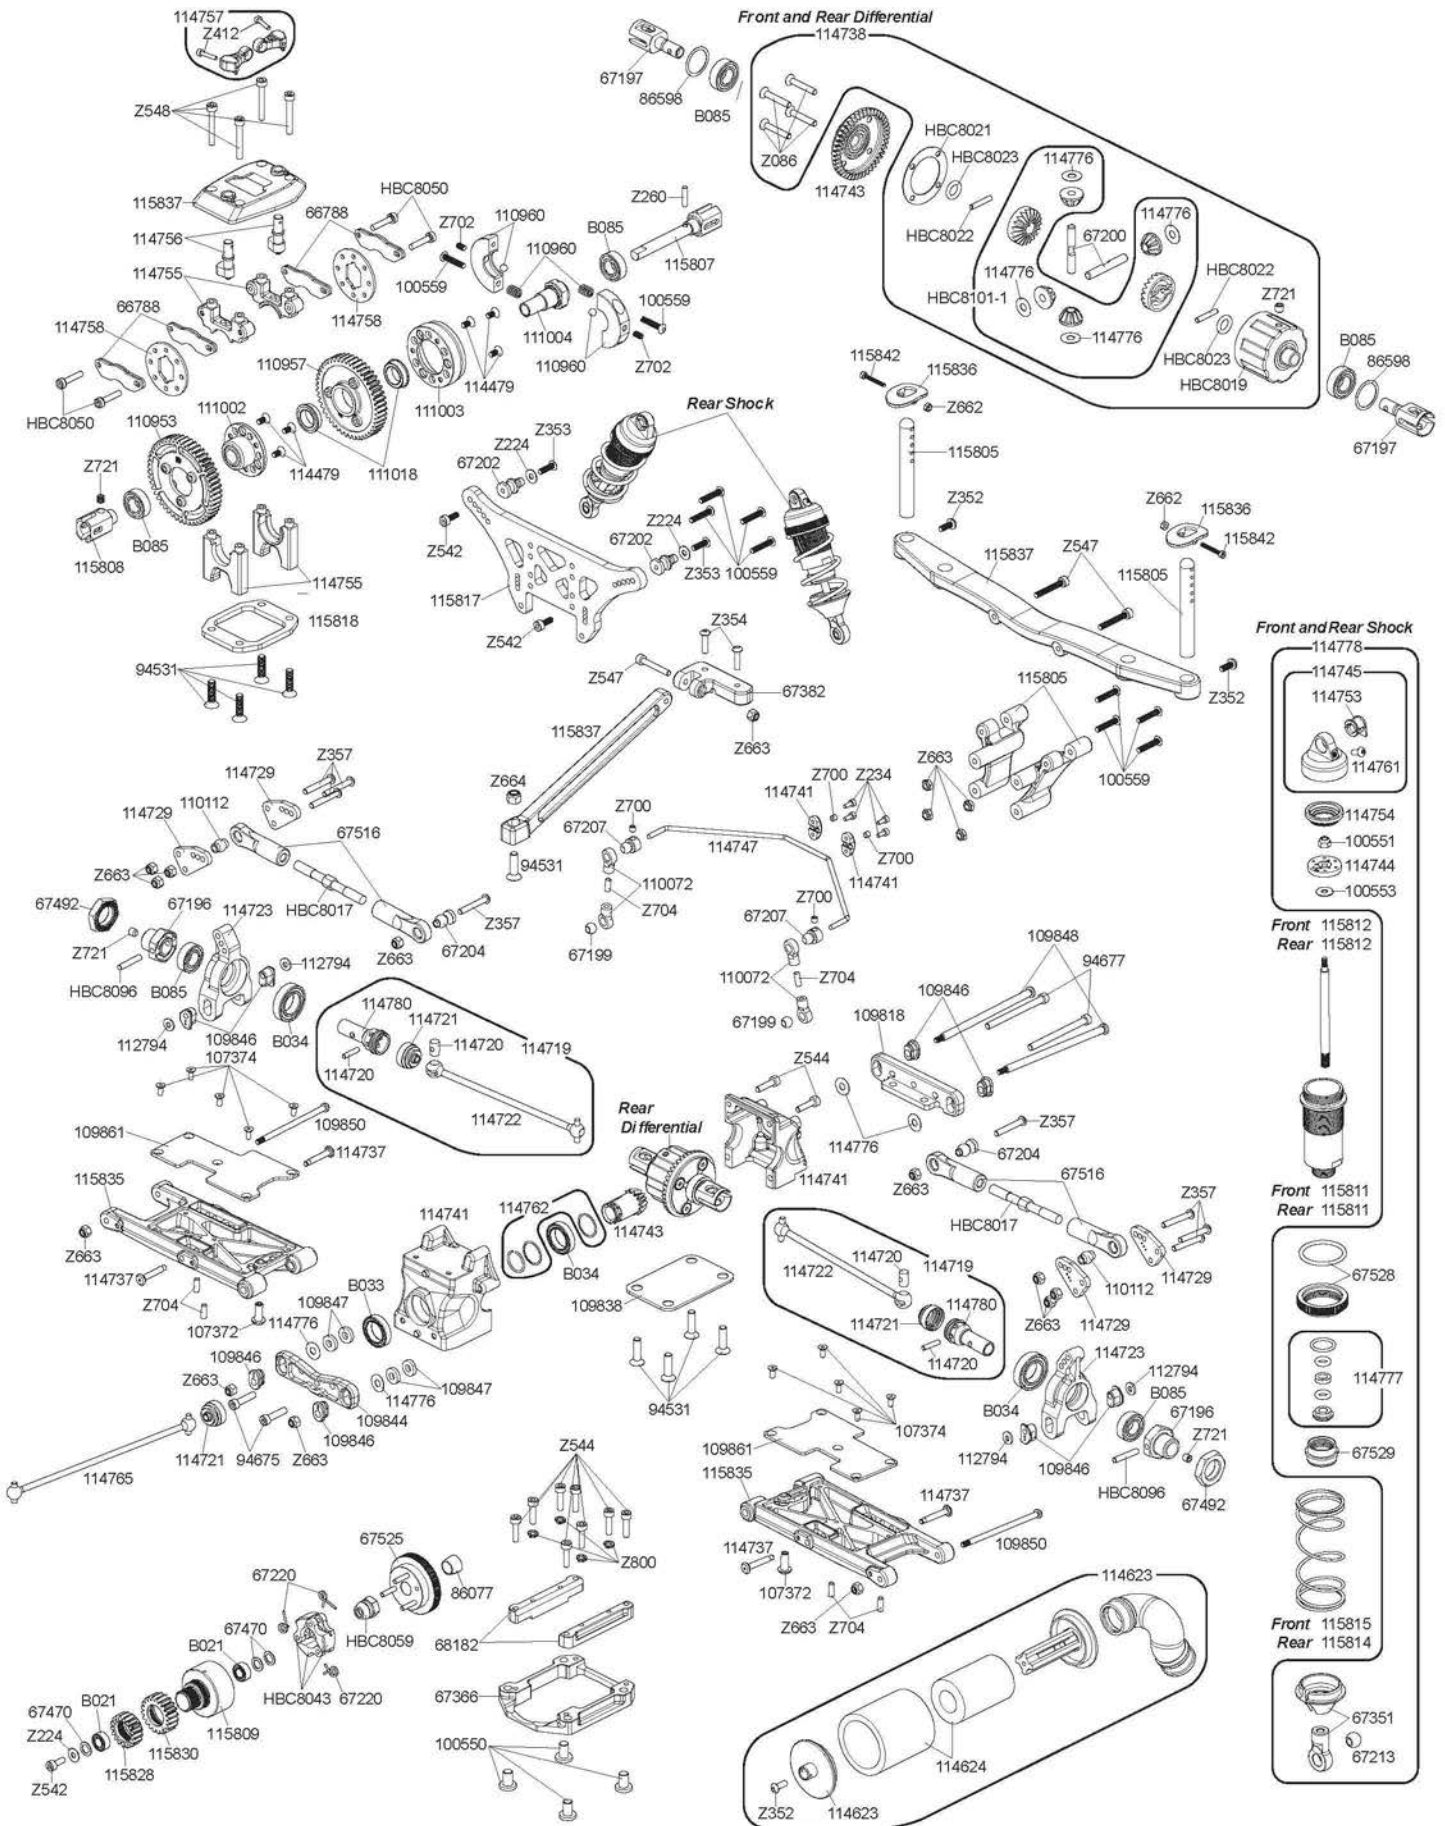 114757
Z412
Z548
115837
114756
114755
66788
HBC8050
66788
114758
114758
HBC8050
Z702
100559
110960
110960
111004
110960
Z260
B085
115807
100559
Z702
110957
111003
114479
111002
110953
111018
114479
Z721
B085
115808
114755
115818
94531
Front and Rear Differential
114738
67197
86598
B085
Z086
114743
HBC8021
HBC8023
HBC8022
114776
67200
114776
114776
HBC8101-1
114776
HBC8022
Z721
HBC8023
HBC8019
B085
86598
67197
Rear Shock
Z353
Z224
67202
Z542
115817
Z542
Z224
67202
Z353
100559
115842
115836
Z662
115805
Z352
Z662
115836
115842
115837
Z547
115805
Z352
Z354
Z547
67382
Z663
115837
Z664
94531
115805
100559
Z663
Z700
Z234
114741
Z700
114741
Z700
67207
114747
110072
Z704
67199
Z700
67207
110072
Z704
67199
Z357
114729
110112
114729
67516
Z663
HBC8017
Z357
67204
Z663
67492
67196
114723
Z721
HBC8096
B085
112794
109846
B034
112794
107374
114780
114721
114720
114719
114720
114722
109848
94677
109846
109818
Z544
114776
114741
Rear
Differential
Z357
67204
67516
Z663
HBC8017
Z357
110112
114729
Z663
114729
109861
109850
114737
115835
Z663
114737
Z704
107372
114741
114762
114743
B034
B033
109847
114776
109847
114776
109846
Z663
109844
109846
114721
94675
Z663
114765
109838
94531
114720
114719
114722
114780
114721
114720
114723
112794
B085
67196
Z721
B034
112794
109846
HBC8096
67492
107374
109861
115835
114737
109850
114737
107372
Z663
Z704
Z544
Z800
68182
67366
100550
67525
86077
67220
HBC8059
67470
B021
HBC8043
67220
115809
B021
67470
Z224
115830
115828
Z542
114623
114624
Z352
114623
Front and Rear Shock
114778
114745
114753
114761
114754
100551
114744
100553
Front 115812
Rear 115812
Front 115811
Rear 115811
67528
114777
67529
Front 115815
Rear 115814
67351
67213